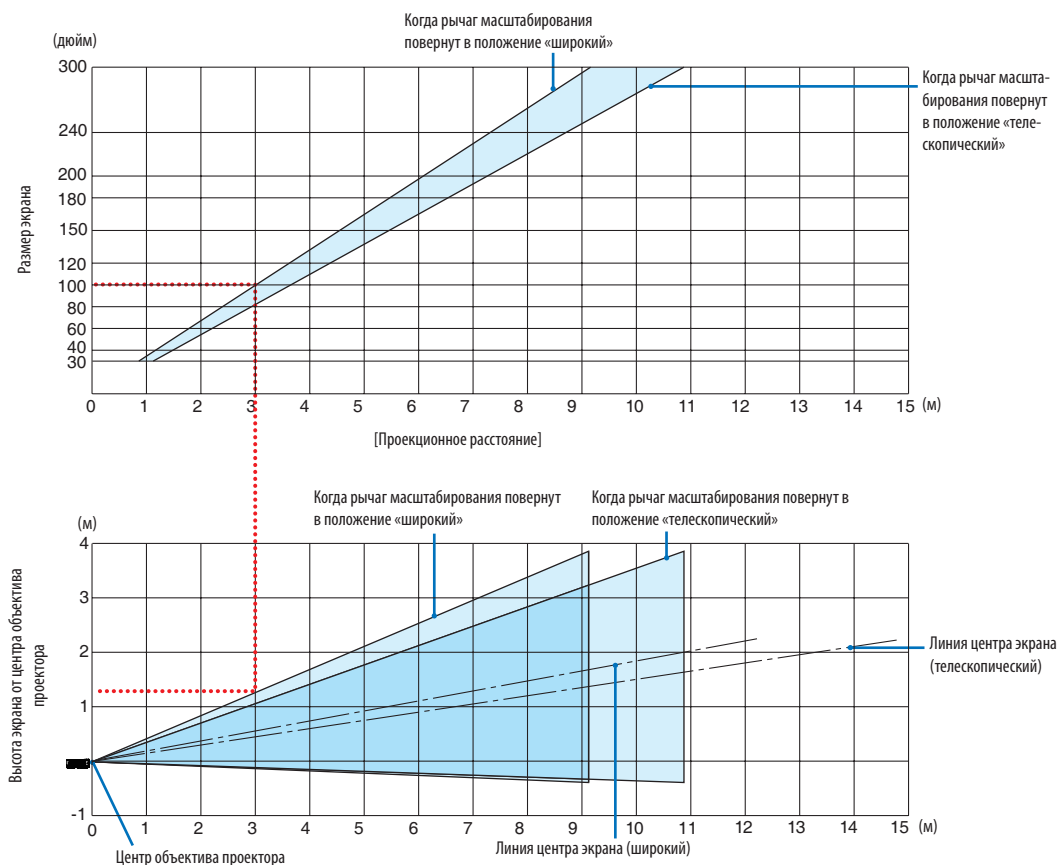 Когда рычаг масштабирования
повернут в положение «широкий»
(дюйм)
Когда рычаг масшта-
бирования повернут
в положение «теле-
скопический»
Размер экрана
300
240
200
180
150
120
100
80
60
40
30
0 1 2 3 4 5 6 7 8 9 10 11 12 13 14 15 (м)
[Проекционное расстояние]
Когда рычаг масштабирования повернут
в положение «широкий»
Когда рычаг масштабирования повернут в
положение «телескопический»
(м)
Высота экрана от центра объектива
проектора
4
3
2
1
-1
Линия центра экрана
(телескопический)
0 1 2 3 4 5 6 7 8 9 10 11 12 13 14 15 (м)
Линия центра экрана (широкий)
Центр объектива проектора